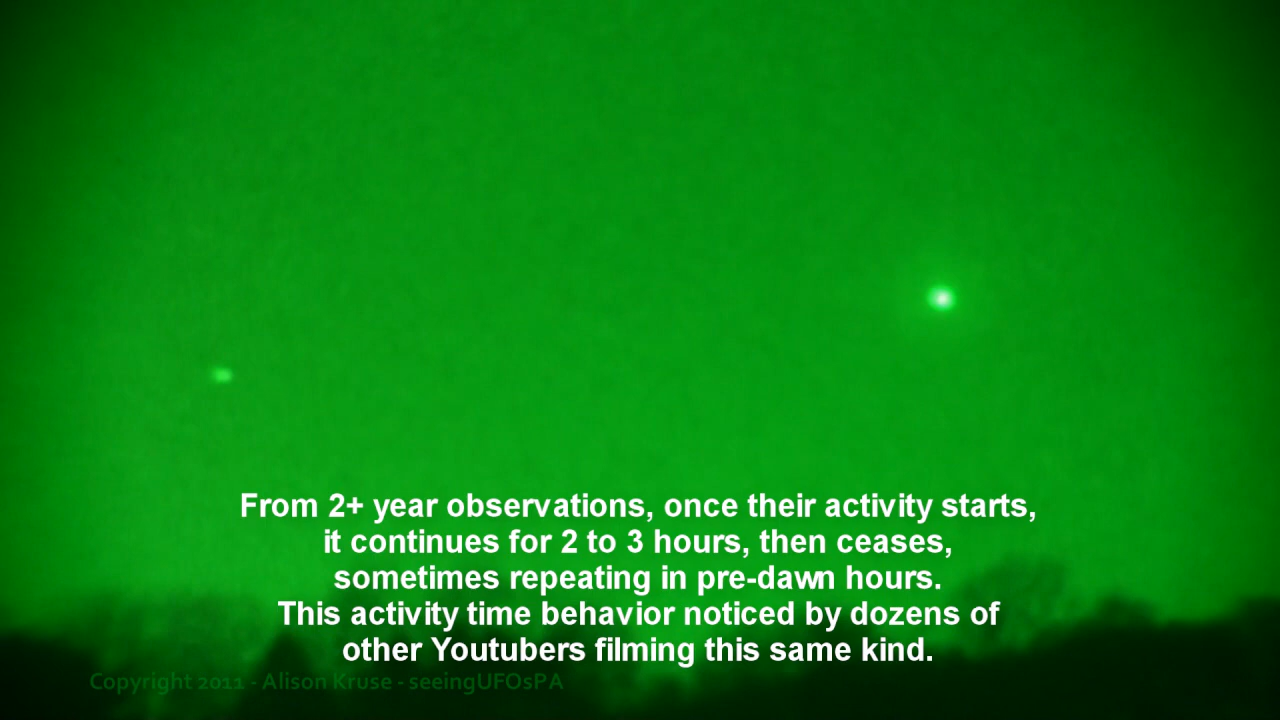 From 2+ year observations, once their activity starts,
it continues for 2 to 3 hours, then ceases,
sometimes repeating in pre-dawn hours.
This activity time behavior noticed by dozens of
other Youtubers filming this same kind.
Copyright 2011 - Alison Kruse - seeingUFOsPA